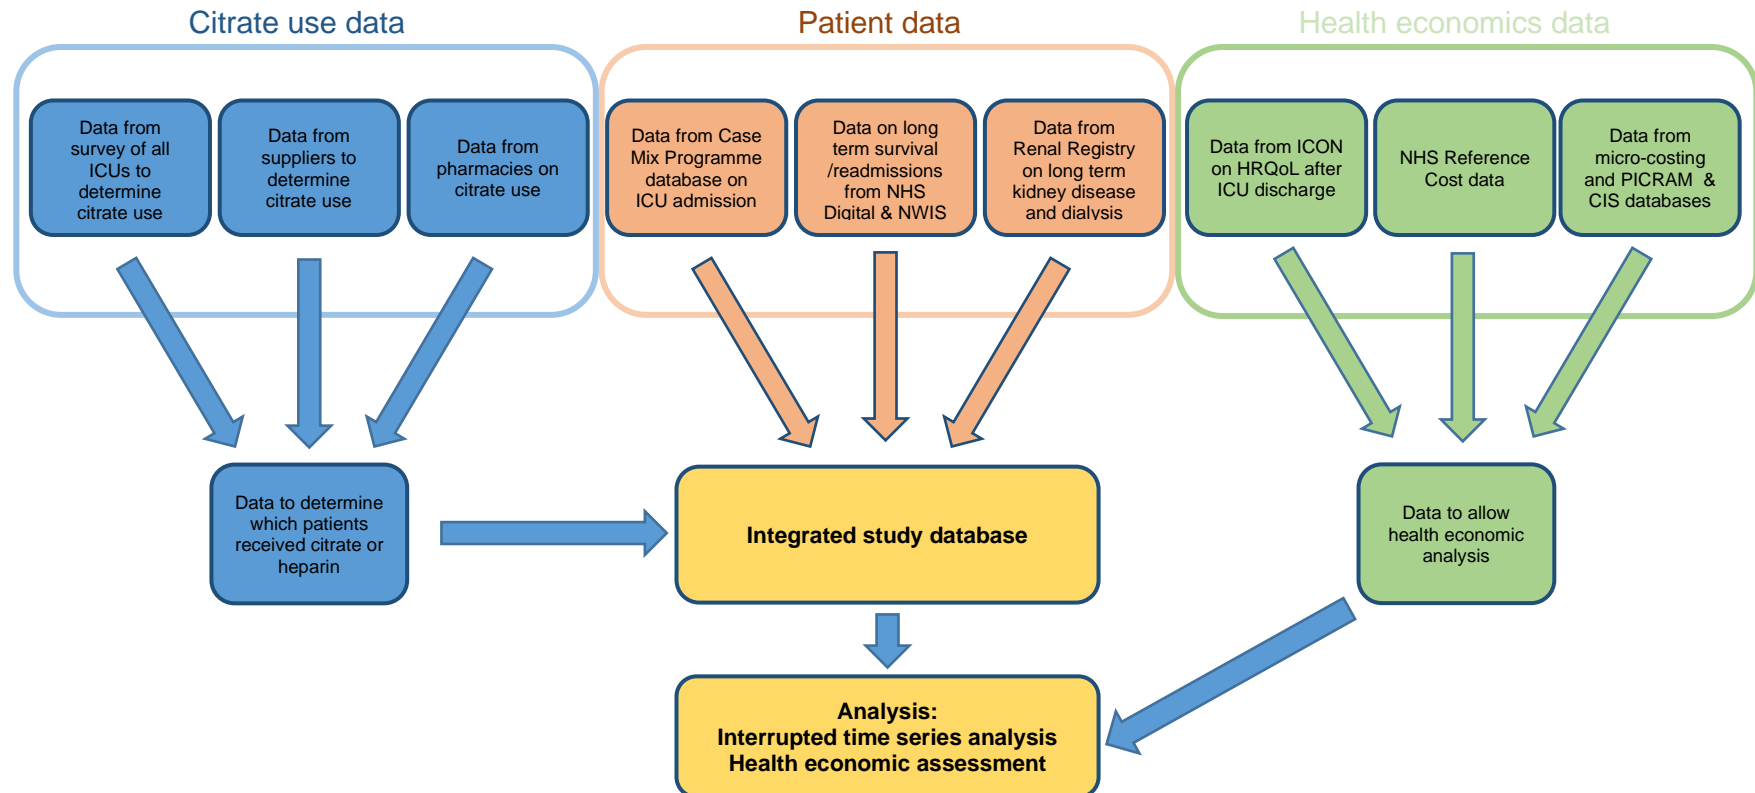 Citrate use data
Patient data
Health economics data
Data from
survey of all
ICUs to
determine
citrate use
Data from
suppliers to
determine
citrate use
Data from
pharmacies on
citrate use
Data from Case
Mix Programme
database on
ICU admission
Data on long
term survival
/readmissions
from NHS
Digital & NWIS
Data from
Renal Registry
on long term
kidney disease
and dialysis
Data from ICON
on HRQoL after
ICU discharge
NHS Reference
Cost data
Data from
micro-costing
and PICRAM &
CIS databases
Data to determine
which patients
received citrate or
heparin
Integrated study database
Data to allow
health economic
analysis
Analysis:
Interrupted time series analysis
Health economic assessment